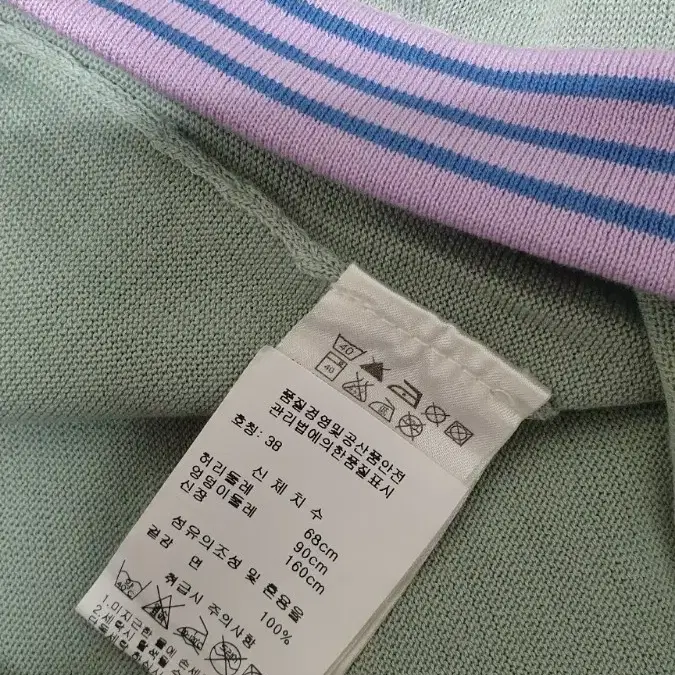 40
40
품질경영및공산품안전
관리법에의한품질표시
호칭: 38
신 체 치 수
허리둘레 68cm
엉덩이둘레 90cm
신장 160cm
섬유의조성 및 혼용율
겉감 면 100%
취급시 주의사항